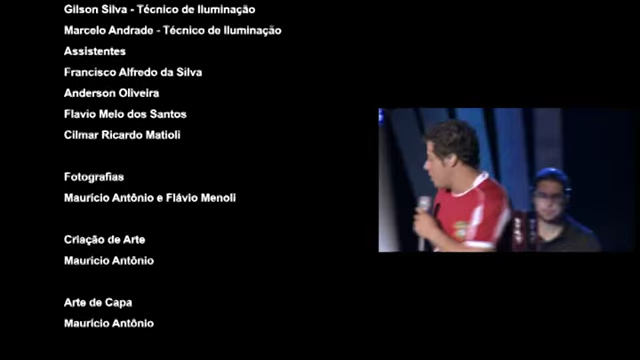 Gilson Silva - Técnico de Iluminação
Marcelo Andrade - Técnico de Iluminação
Assistentes
Francisco Alfredo da Silva
Anderson Oliveira
Flavio Melo dos Santos
Cilmar Ricardo Matioli
Fotografias
Maurício Antônio e Flávio Menoli
Criação de Arte
Maurício Antônio
Arte de Capa
Maurício Antônio